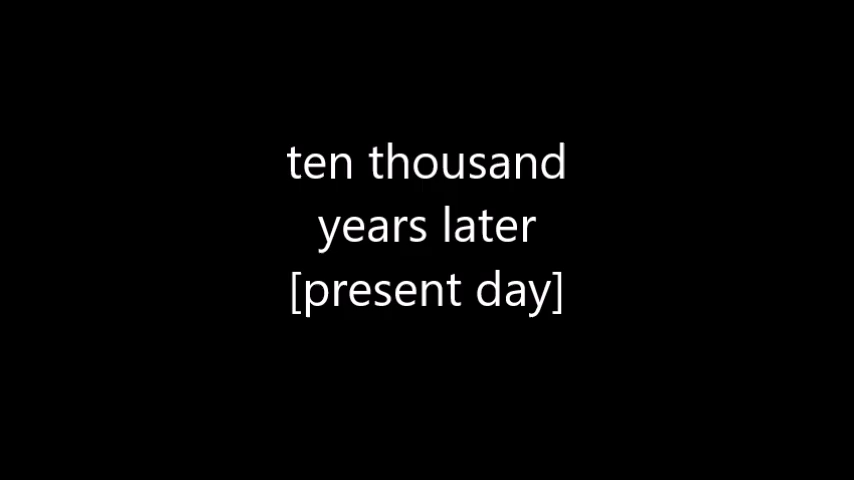 ten thousand
years later
[present day]